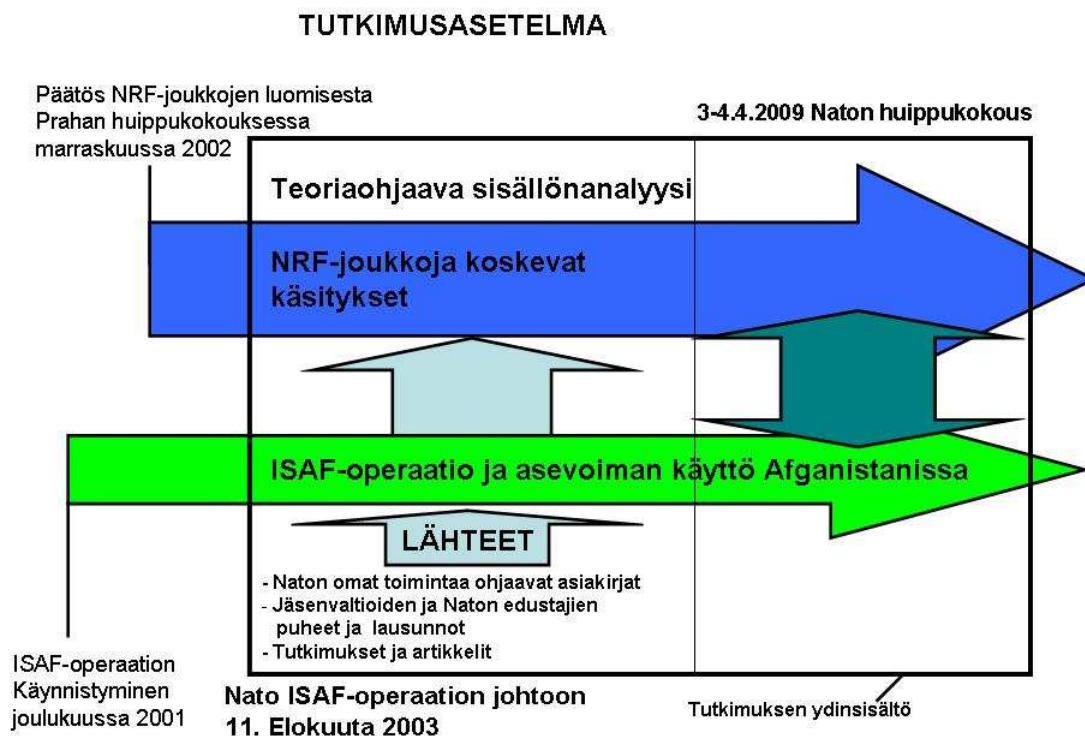 TUTKIMUSASETELMA
Päätös NRF-joukkojen luomisesta
Prahan huippukokouksessa
marraskuussa 2002
3-4.4.2009 Naton huippukokous
Teoriaohjaava sisällönanalyysi
NRF-joukkoja koskevat
käsitykset
ISAF-operaatio ja asevoiman käyttö Afganistanissa
LÄHTEET
- Naton omat toimintaa ohjaavat asiakirjat
- Jäsenvaltioiden ja Naton edustajien
puheet ja lausunnot
- Tutkimukset ja artikkelit
ISAF-operaation
Käynnistyminen
joulukuussa 2001
Nato ISAF-operaation johtoon
11. Elokuuta 2003
Tutkimuksen ydinsisältö